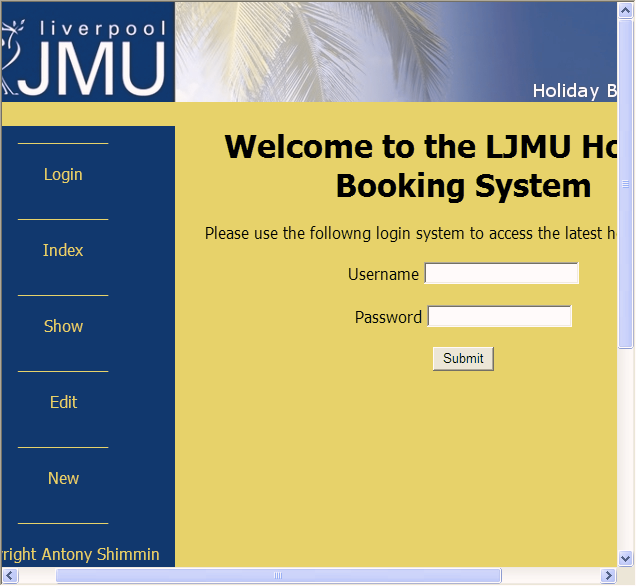 liverpool
JMU
Holiday B
Login
Index
Show
Edit
New
right Antony Shimmin
Welcome to the LJMU Ho
Booking System
Please use the followng login system to access the latest h
Username
Password
Submit